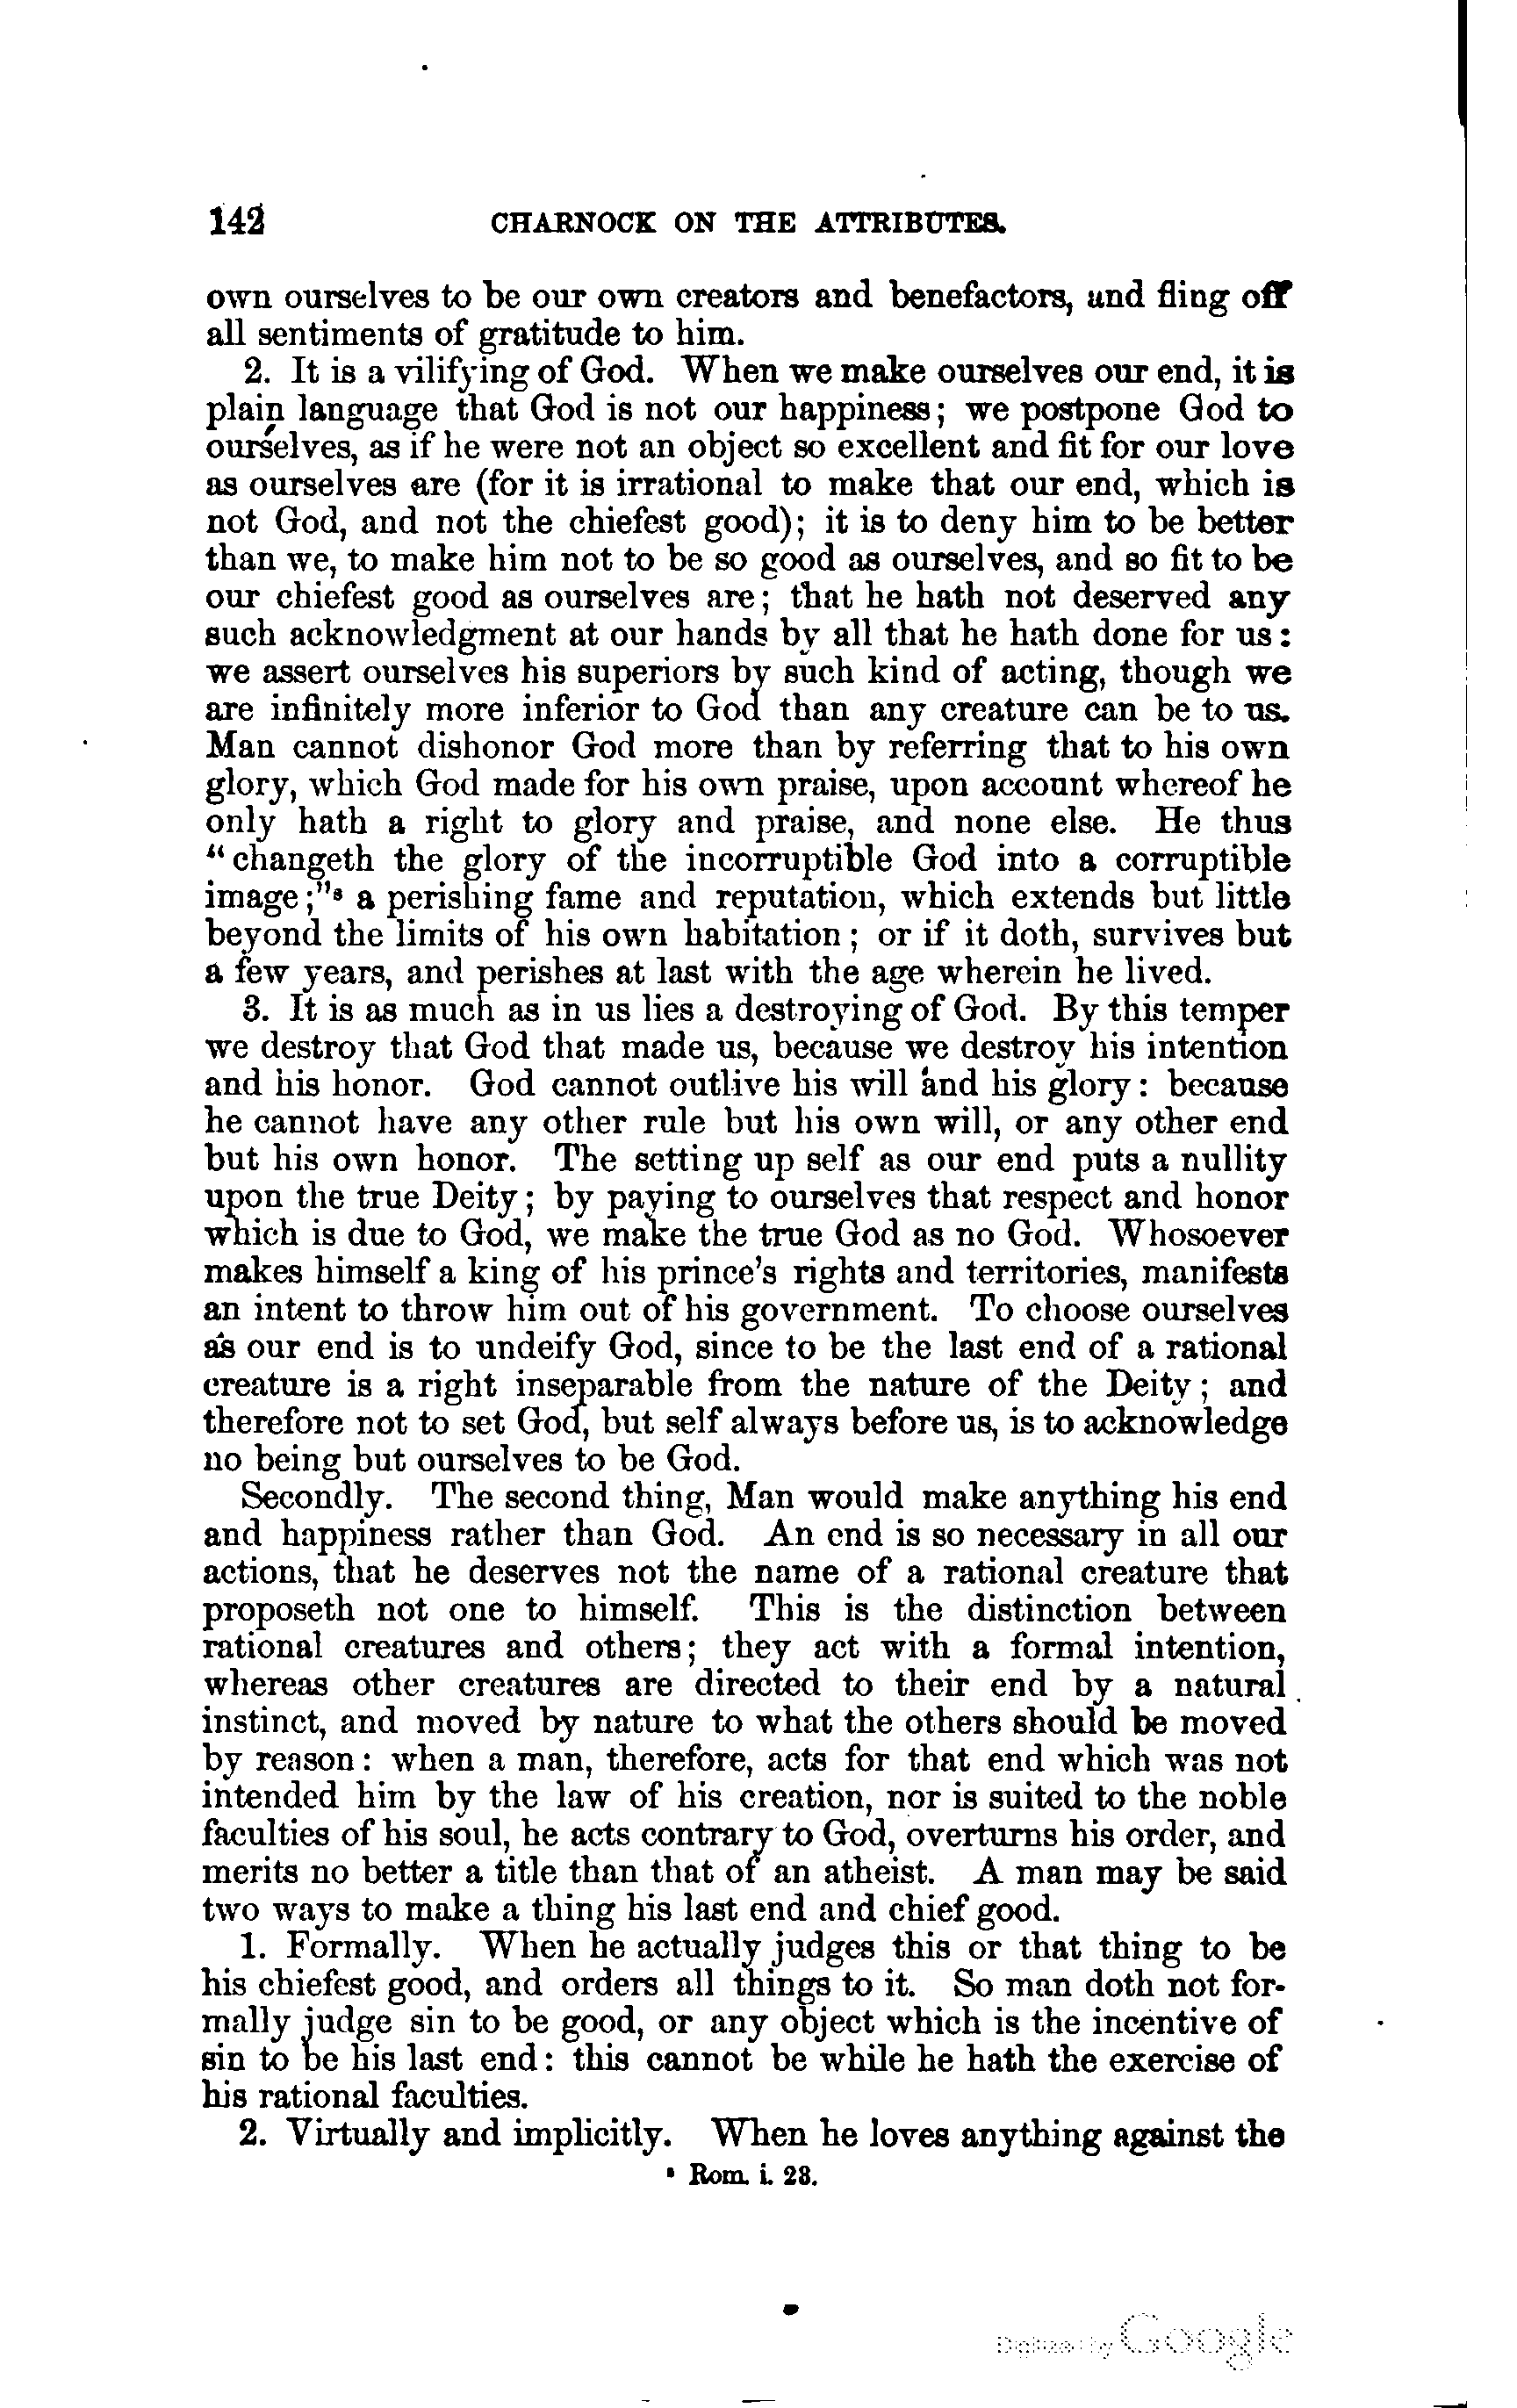 142 CHARNOCK ON THE ATTRIBUTES.
own ourselves to be our own creators and benefactors, and fling off
all sentiments of gratitude to him.
2. It is a vilifying of God. When we make ourselves our end, it is
plain language that God is not our happiness; we postpone God to
ourselves, as if he were not an object so excellent and fit for our love
as ourselves are (for it is irrational to make that our end, which is
not God, and not the chiefest good); it is to deny him to be better
than we, to make him not to be so good as ourselves, and so fit to be
our chiefest good as ourselves are; that he hath not deserved any
such acknowledgment at our hands by all that he hath done for us:
we assert ourselves his superiors by such kind of acting, though we
are infinitely more inferior to God than any creature can be to us.
Man cannot dishonor God more than by referring that to his own
glory, which God made for his own praise, upon account whereof he
only hath a right to glory and praise, and none else. He thus
"changeth the glory of the incorruptible God into a corruptible
image;"s a perishing fame and reputation, which extends but little
beyond the limits of his own habitation; or if it doth, survives but
a few years, and perishes at last with the age wherein he lived.
3. It is as much as in us lies a destroying of God. By this temper
we destroy that God that made us, because we destroy his intention
and his honor. God cannot outlive his will and his glory: because
he cannot have any other rule but his own will, or any other end
but his own honor. The setting up self as our end puts a nullity
upon the true Deity; by paying to ourselves that respect and honor
which is due to God, we make the true God as no God. Whosoever
makes himself a king of his prince's rights and territories, manifests
an intent to throw him out of his government. To choose ourselves
as our end is to undeify God, since to be the last end of a rational
creature is a right inseparable from the nature of the Deity; and
therefore not to set God, but self always before us, is to acknowledge
no being but ourselves to be God.
Secondly. The second thing, Man would make anything his end
and happiness rather than God. An end is so necessary in all our
actions, that he deserves not the name of a rational creature that
proposeth not one to himself. This is the distinction between
rational creatures and others; they act with a formal intention,
whereas other creatures are directed to their end by a natural
instinct, and moved by nature to what the others should be moved
by reason: when a man, therefore, acts for that end which was not
intended him by the law of his creation, nor is suited to the noble
faculties of his soul, he acts contrary to God, overturns his order, and
merits no better a title than that of an atheist. A man may be said
two ways to make a thing his last end and chief good.
1. Formally. When he actually judges this or that thing to be
his chiefest good, and orders all things to it. So man doth not for-
mally judge sin to be good, or any object which is the incentive of
sin to be his last end: this cannot be while he hath the exercise of
his rational faculties.
2. Virtually and implicitly. When he loves anything against the
s Rom. i. 23.
Digitized by Google